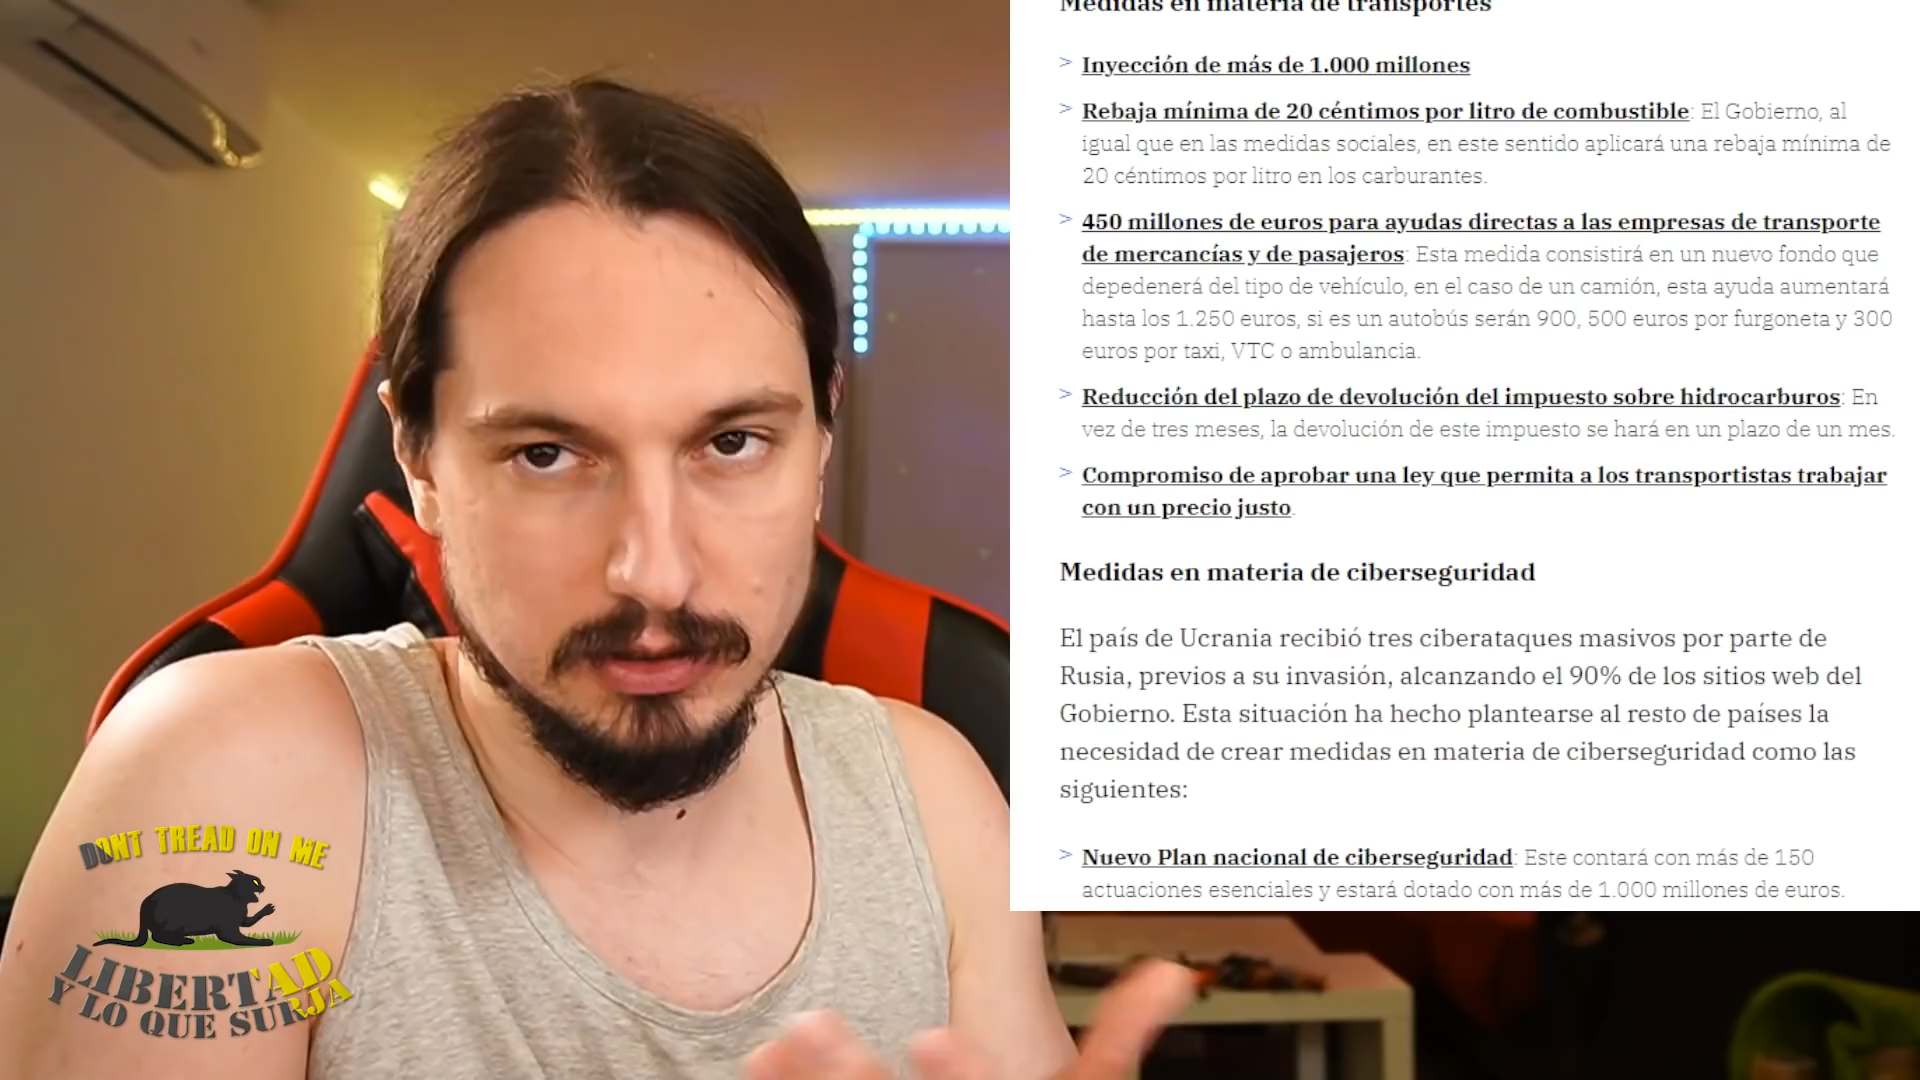 Medidas en materia de transportes
> Inyección de más de 1.000 millones
> Rebaja mínima de 20 céntimos por litro de combustible: El Gobierno, al
igual que en las medidas sociales, en este sentido aplicará una rebaja mínima de
20 céntimos por litro en los carburantes.
> 450 millones de euros para ayudas directas a las empresas de transporte
de mercancías y de pasajeros: Esta medida consistirá en un nuevo fondo que
depedenerá del tipo de vehículo, en el caso de un camión, esta ayuda aumentará
hasta los 1.250 euros, si es un autobús serán 900, 500 euros por furgoneta y 300
euros por taxi, VTC o ambulancia.
> Reducción del plazo de devolución del impuesto sobre hidrocarburos: En
vez de tres meses, la devolución de este impuesto se hará en un plazo de un mes.
> Compromiso de aprobar una ley que permita a los transportistas trabajar
con un precio justo.
Medidas en materia de ciberseguridad
El país de Ucrania recibió tres ciberataques masivos por parte de
Rusia, previos a su invasión, alcanzando el 90% de los sitios web del
Gobierno. Esta situación ha hecho plantearse al resto de países la
necesidad de crear medidas en materia de ciberseguridad como las
siguientes:
> Nuevo Plan nacional de ciberseguridad: Este contará con más de 150
actuaciones esenciales y estará dotado con más de 1.000 millones de euros.
DONT TREAD ON ME
LIBERTAD
Y LO QUE SURJA